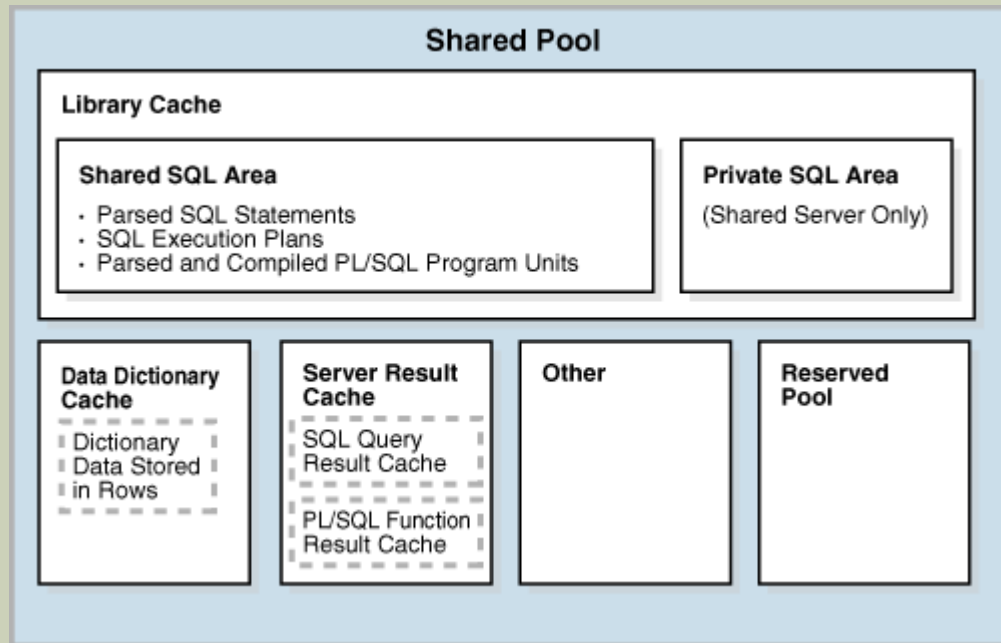 Shared Pool
Library Cache
Shared SQL Area
· Parsed SQL Statements
· SQL Execution Plans
· Parsed and Compiled PL/SQL Program Units
Private SQL Area
(Shared Server Only)
Data Dictionary
Cache
Dictionary
Data Stored
in Rows
Server Result
Cache
SQL Query
Result Cache
PL/SQL Function
Result Cache
Other
Reserved
Pool